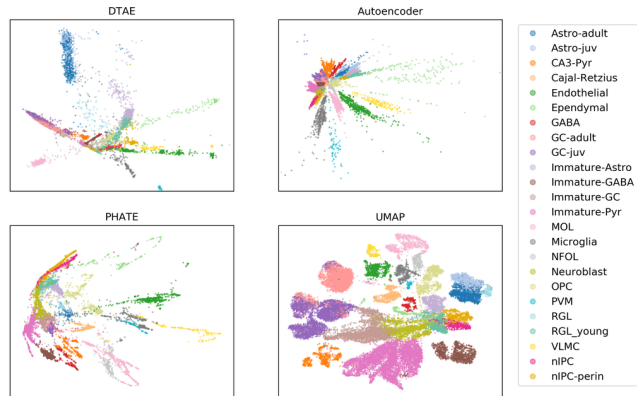 DTAE
Autoencoder
PHATE
UMAP
Astro-adult
Astro-juv
CA3-Pyr
Cajal-Retzius
Endothelial
Ependymal
GABA
GC-adult
GC-juv
Immature-Astro
Immature-GABA
Immature-GC
Immature-Pyr
MOL
Microglia
NFOL
Neuroblast
OPC
PVM
RGL
RGL_young
VLMC
nIPC
nIPC-perin